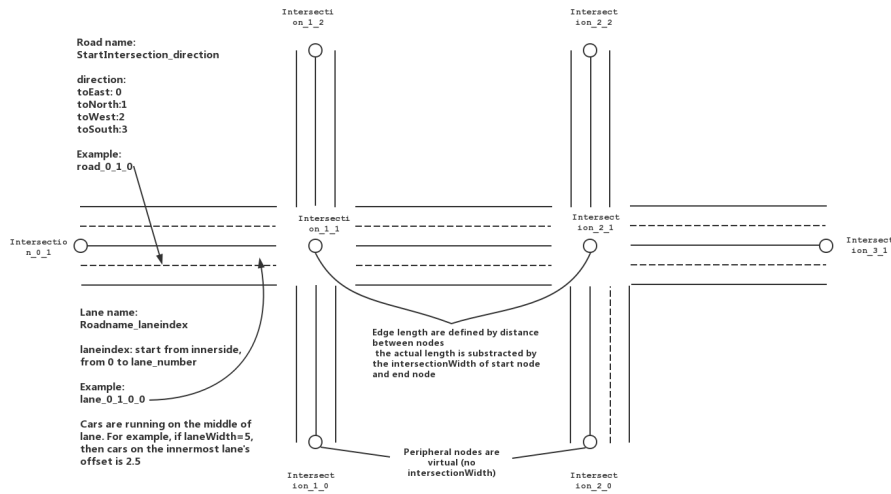 Intersecti
on_1_2
Intersect
ion_2_2
Road name:
StartIntersection_direction
direction:
toEast: 0
toNorth:1
toWest:2
toSouth:3
Example:
road_0_1_0
Intersectio
n_0_1
Intersecti
on_1_1
Intersect
ion_2_1
Intersect
ion_3_1
Lane name:
Roadname_laneindex
laneindex: start from innerside,
from 0 to lane_number
Example:
lane_0_1_0_0
Cars are running on the middle of
lane. For example, if laneWidth=5,
then cars on the innermost lane's
offset is 2.5
Edge length are defined by distance
between nodes
the actual length is substracted by
the intersectionWidth of start node
and end node
Peripheral nodes are
virtual (no
intersectionWidth)
Intersect
ion_1_0
Intersect
ion_2_0